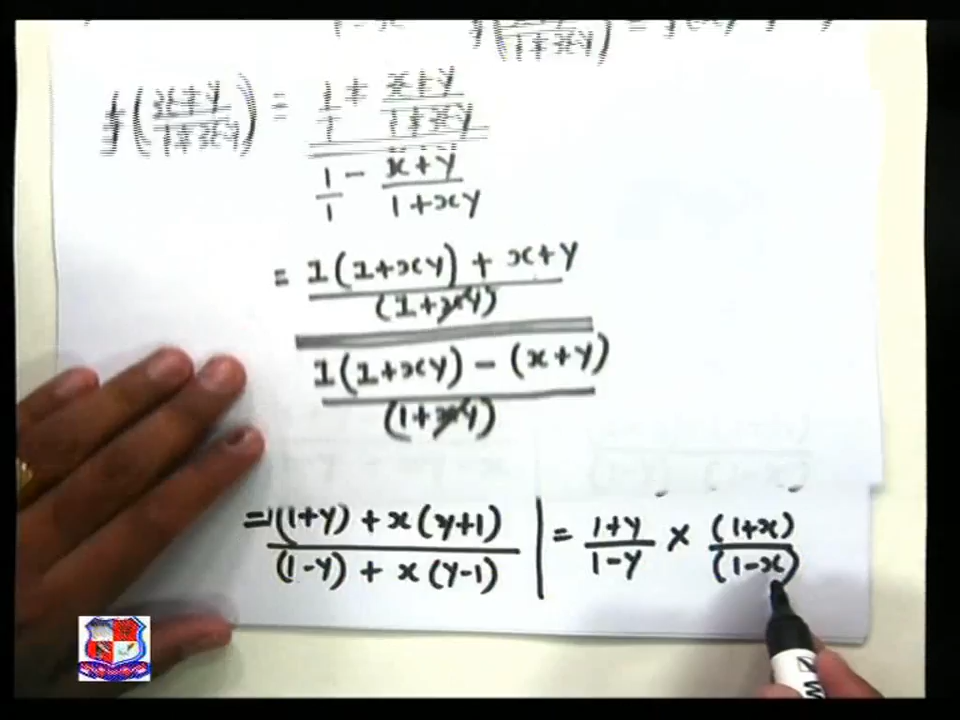 f(x+y/1+xy) = 1/1 + x+y/1+xy
1/1 - x+y/1+xy
= 1(1+xy) + x+y
(1+xy)
1(1+xy) - (x+y)
(1+xy)
= 1(1+y) + x(y+1) = 1+y/1-y × (1+x)/(1-x)
(1-y) + x(y-1)